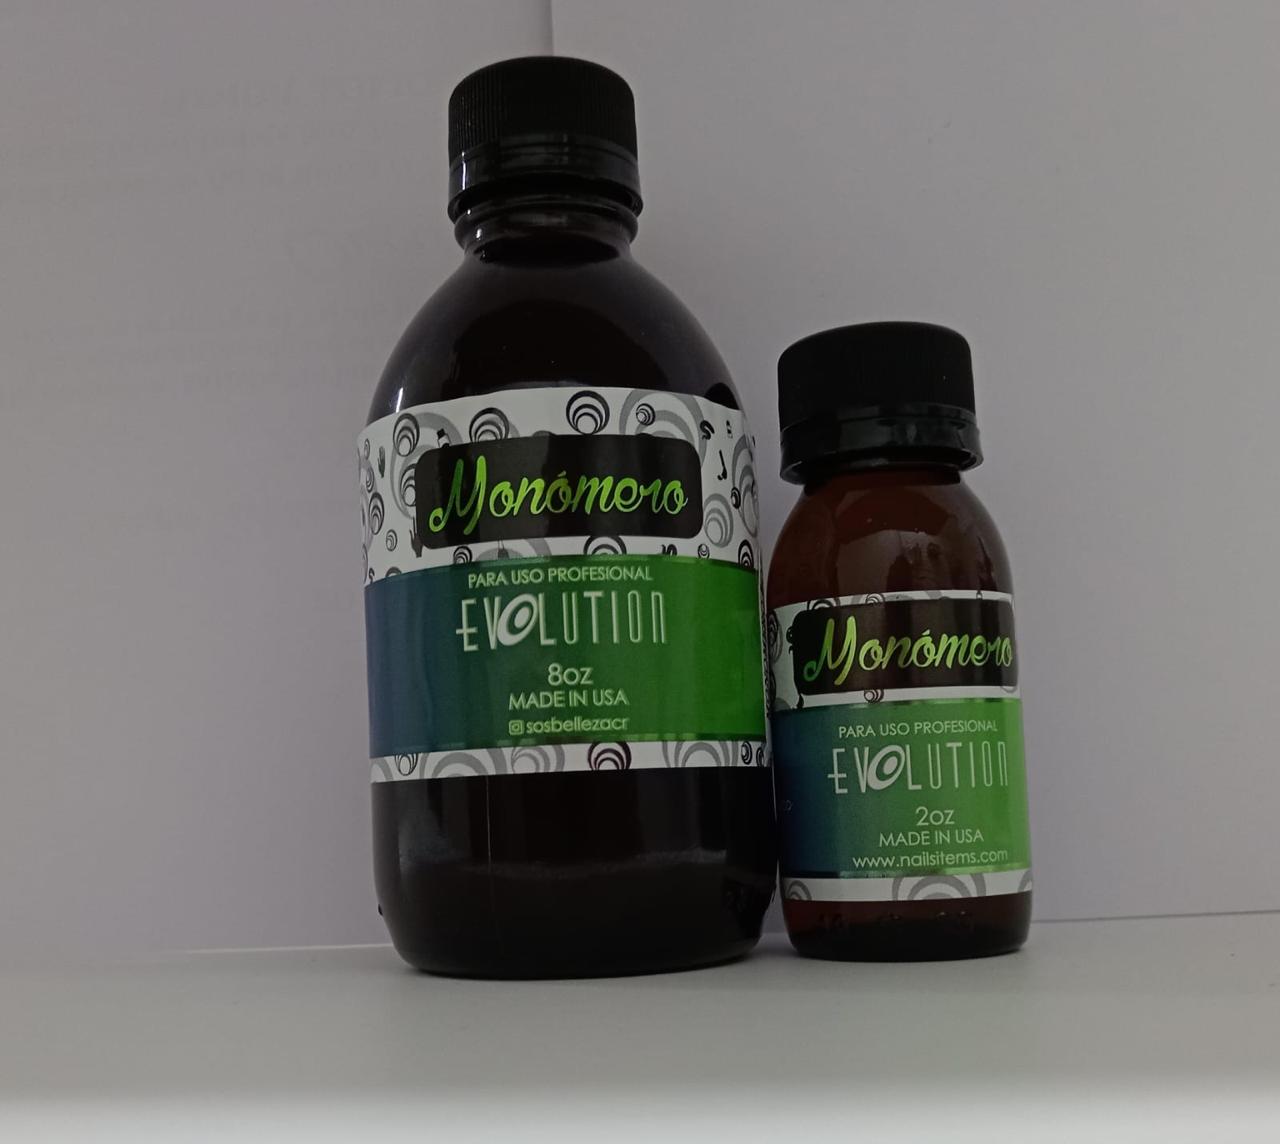 Monómero
PARA USO PROFESIONAL
EVOLUTION
8oz
MADE IN USA
sosbellezacr
Monómero
PARA USO PROFESIONAL
EVOLUTION
2oz
MADE IN USA
www.nailsitems.com